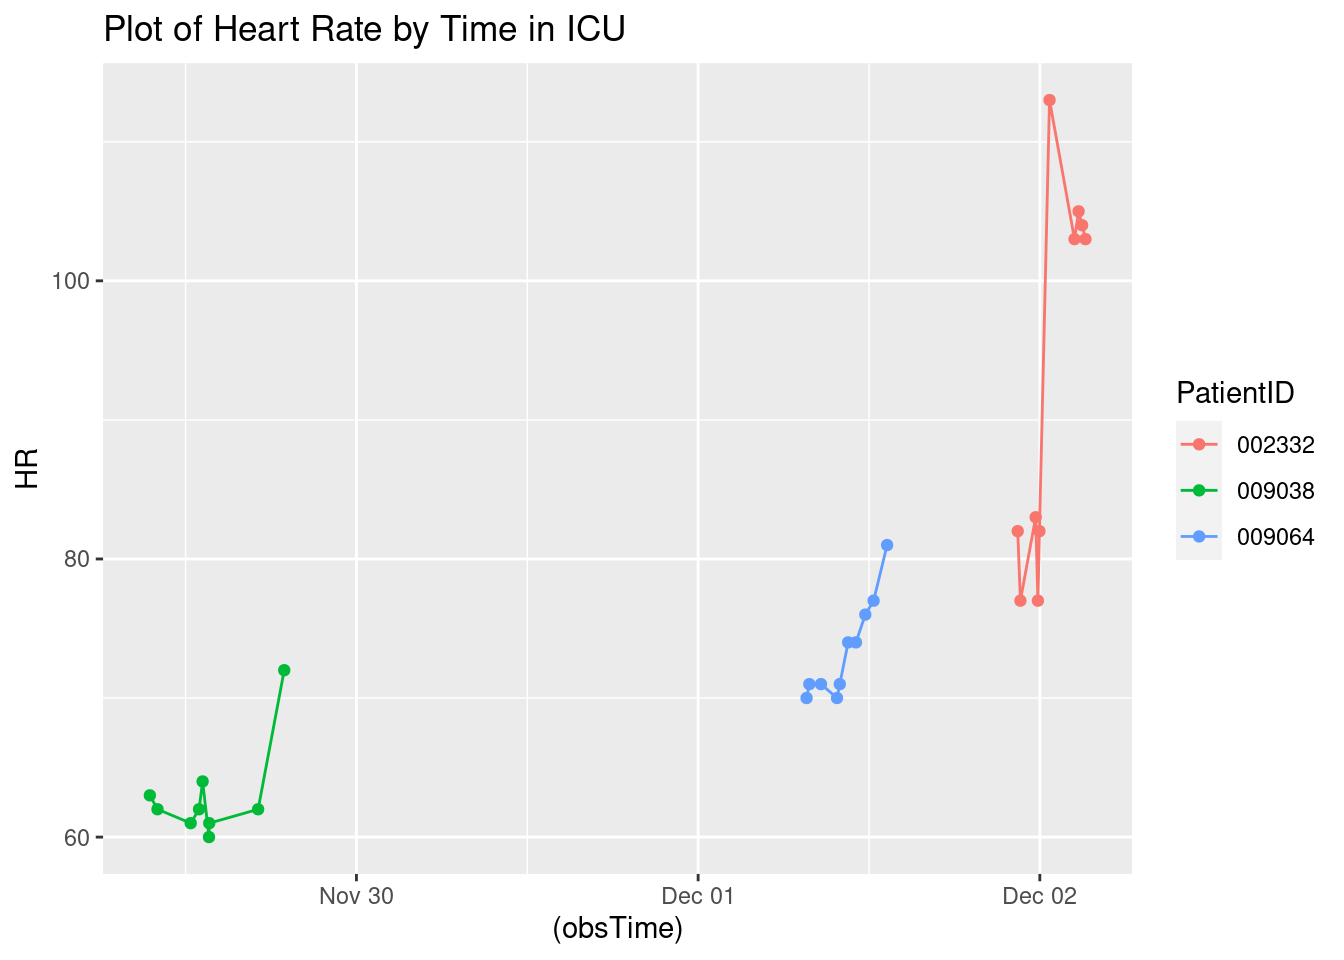 Plot of Heart Rate by Time in ICU
HR
100
80
60
Nov 30
Dec 01
Dec 02
(obsTime)
PatientID
002332
009038
009064